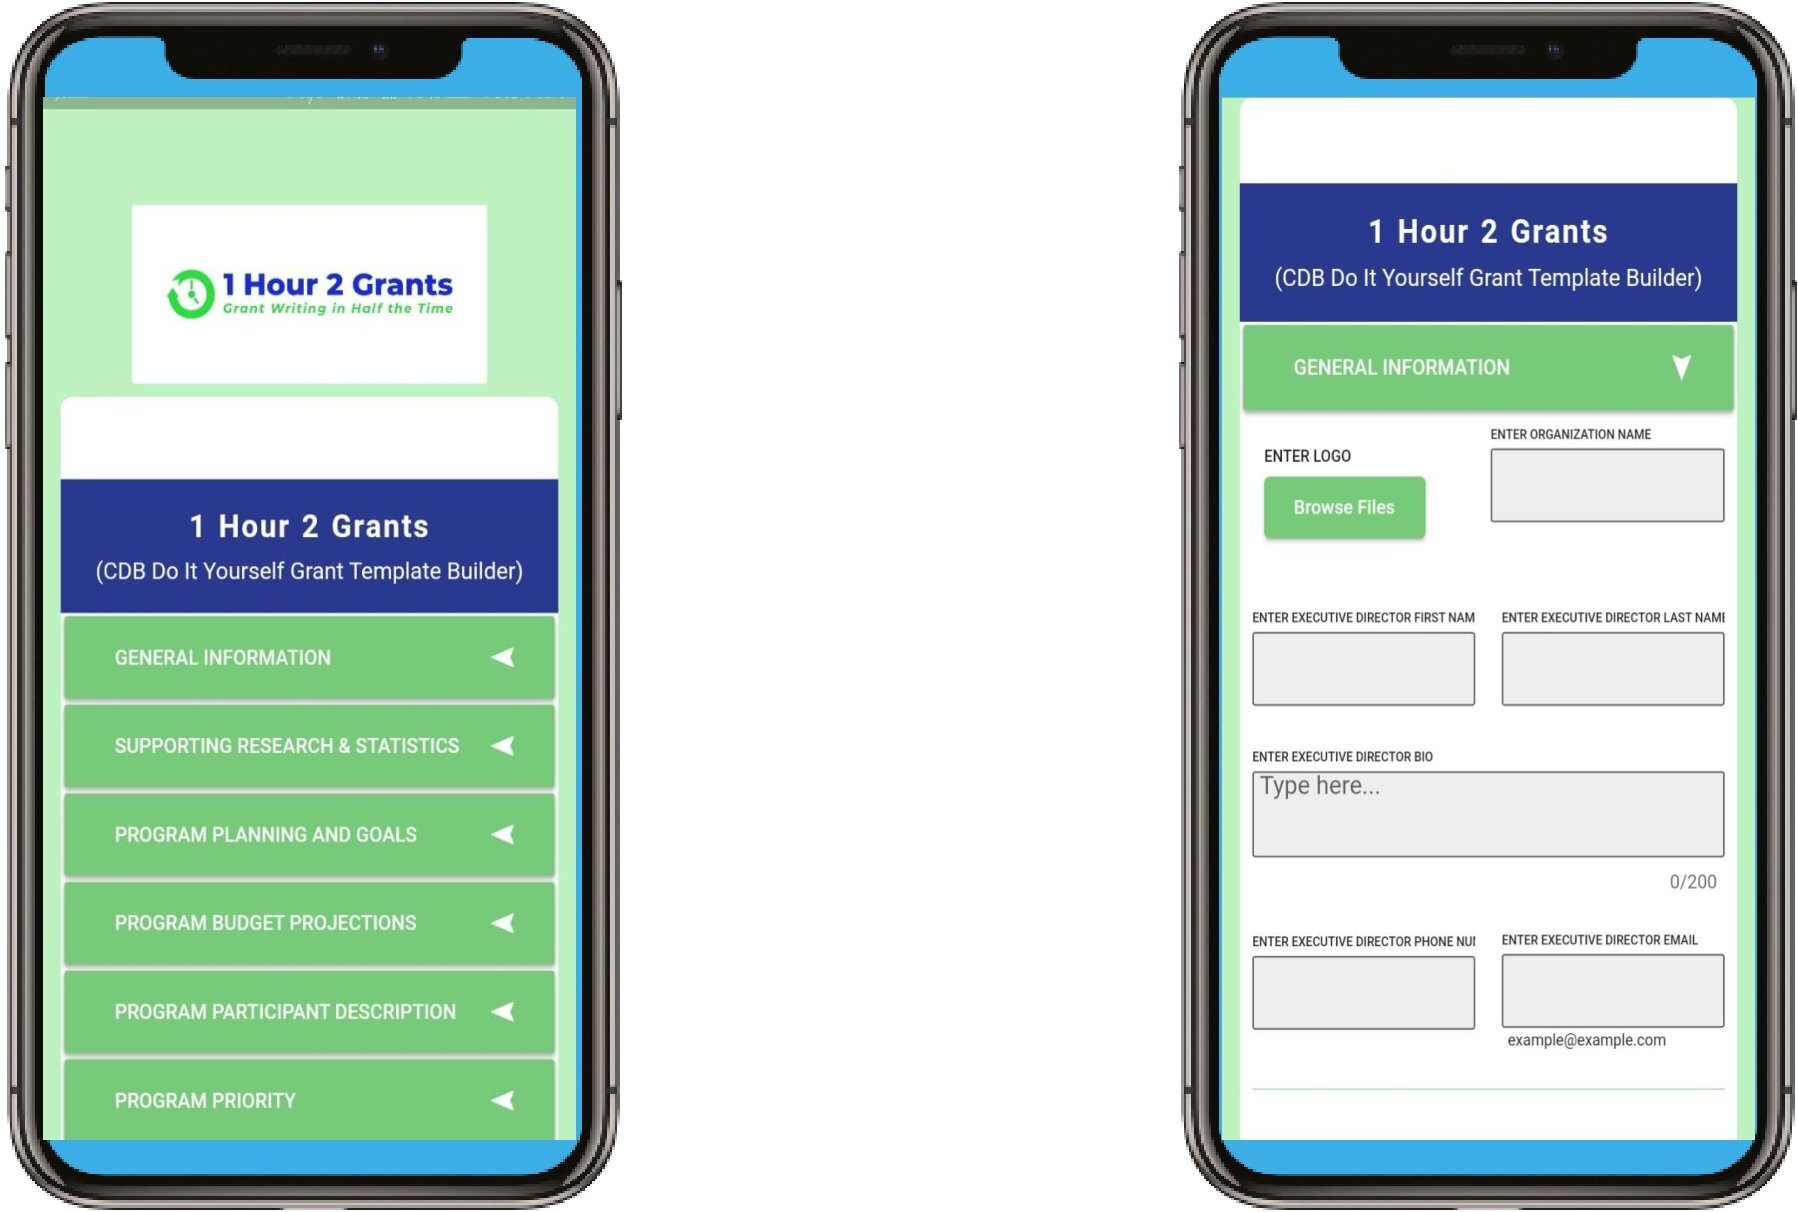 1 Hour 2 Grants
Grant Writing in Half the Time
1 Hour 2 Grants
(CDB Do It Yourself Grant Template Builder)
GENERAL INFORMATION
SUPPORTING RESEARCH & STATISTICS
PROGRAM PLANNING AND GOALS
PROGRAM BUDGET PROJECTIONS
PROGRAM PARTICIPANT DESCRIPTION
PROGRAM PRIORITY
1 Hour 2 Grants
(CDB Do It Yourself Grant Template Builder)
GENERAL INFORMATION
ENTER ORGANIZATION NAME
ENTER LOGO
Browse Files
ENTER EXECUTIVE DIRECTOR FIRST NAM
ENTER EXECUTIVE DIRECTOR LAST NAME
ENTER EXECUTIVE DIRECTOR BIO
Type here...
0/200
ENTER EXECUTIVE DIRECTOR PHONE NU
ENTER EXECUTIVE DIRECTOR EMAIL
example@example.com